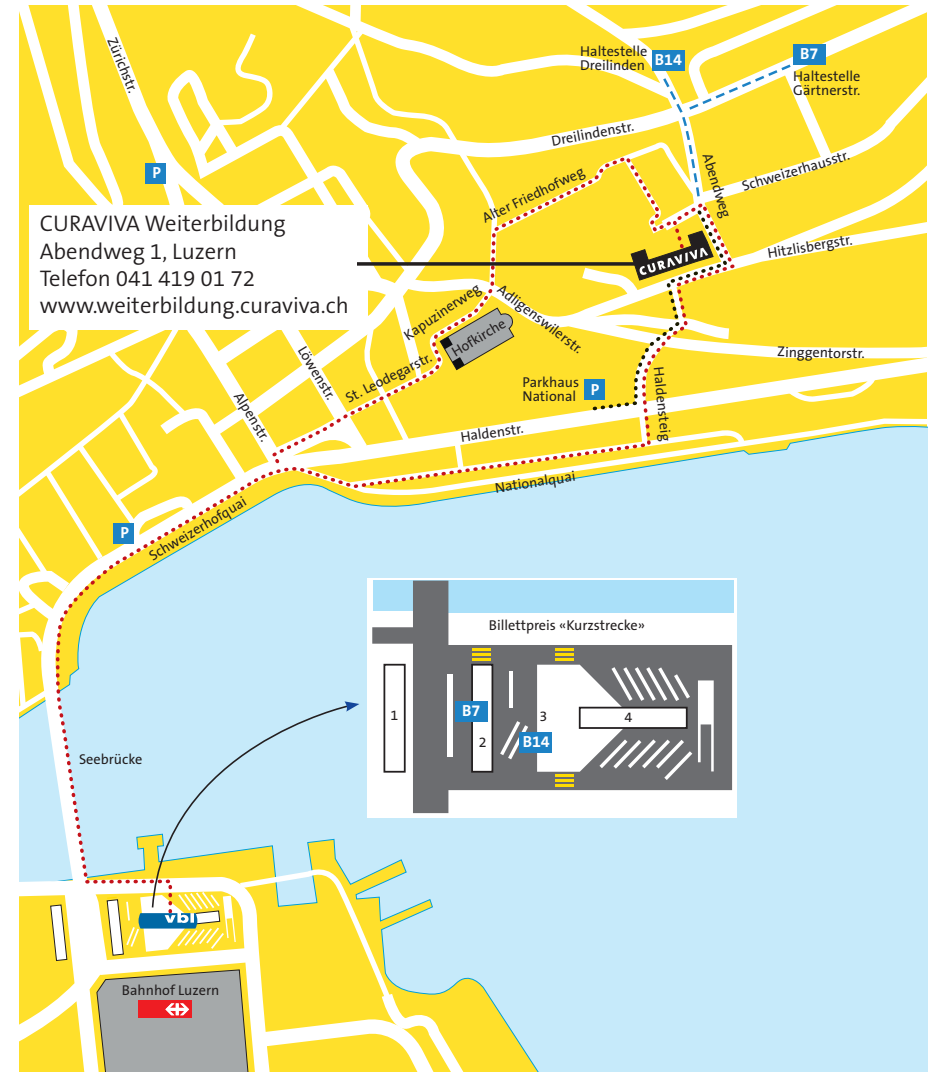 Zürichstr.
Haltestelle
Dreilinden
B14
B7
Haltestelle
Gärtnerstr.
Dreilindenstr.
P
Abendweg
Schweizerhausstr.
Alter Friedhofweg
CURAVIVA Weiterbildung
Abendweg 1, Luzern
Telefon 041 419 01 72
www.weiterbildung.curaviva.ch
CURAVIVA
Hitzlisbergstr.
Kapuzinerweg
Adligenswilerstr.
Hofkirche
Zinggentorstr.
Löwenstr.
St. Leodegarstr.
Parkhaus
National
P
Alpenstr.
Haldenstr.
Haldensteig
Nationalquai
P
Schweizerhofquai
Billettpreis «Kurzstrecke»
1
B7
2
3
B14
4
Seebrücke
vbl
Bahnhof Luzern